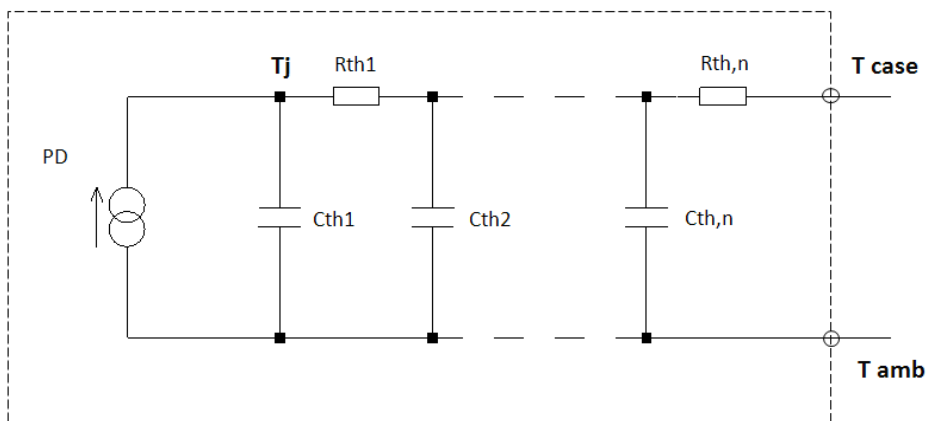 Tj
Rth1
Rth,n
T case
PD
Cth1
Cth2
Cth,n
T amb